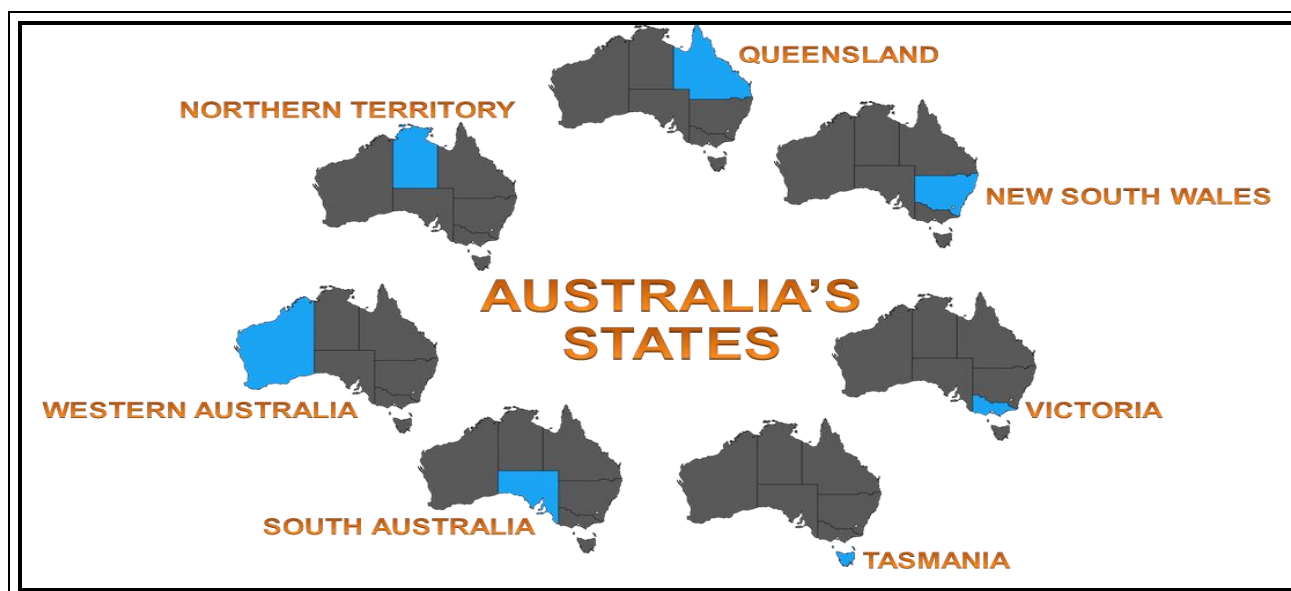 QUEENSLAND
NORTHERN TERRITORY
NEW SOUTH WALES
AUSTRALIA’S
STATES
WESTERN AUSTRALIA
VICTORIA
SOUTH AUSTRALIA
TASMANIA